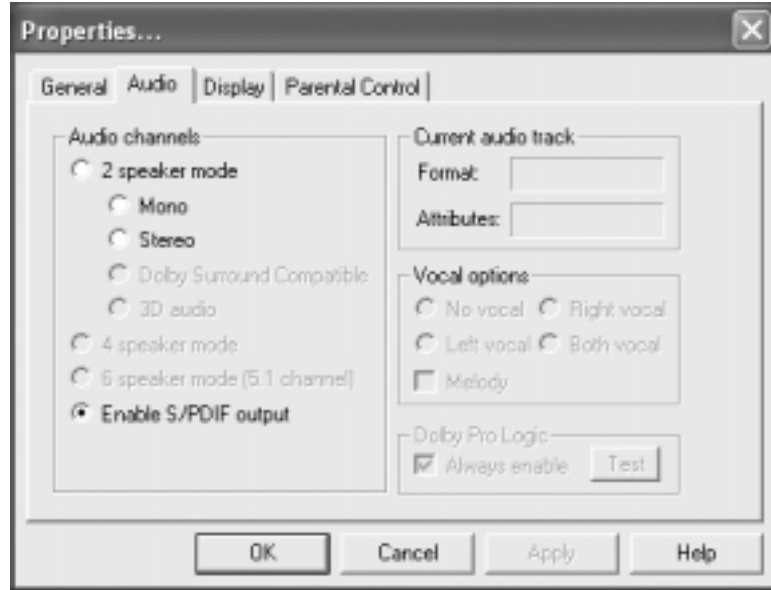 Properties...
General Audio Display Parental Control
Audio channels
2 speaker mode
Mono
Stereo
Dolby Surround Compatible
3D audio
4 speaker mode
6 speaker mode (5.1 channel)
Enable S/PDIF output
Current audio track
Format:
Attributes:
Vocal options
No vocal Right vocal
Left vocal Both vocal
Melody
Dolby Pro Logic
Always enable Test
OK Cancel Apply Help